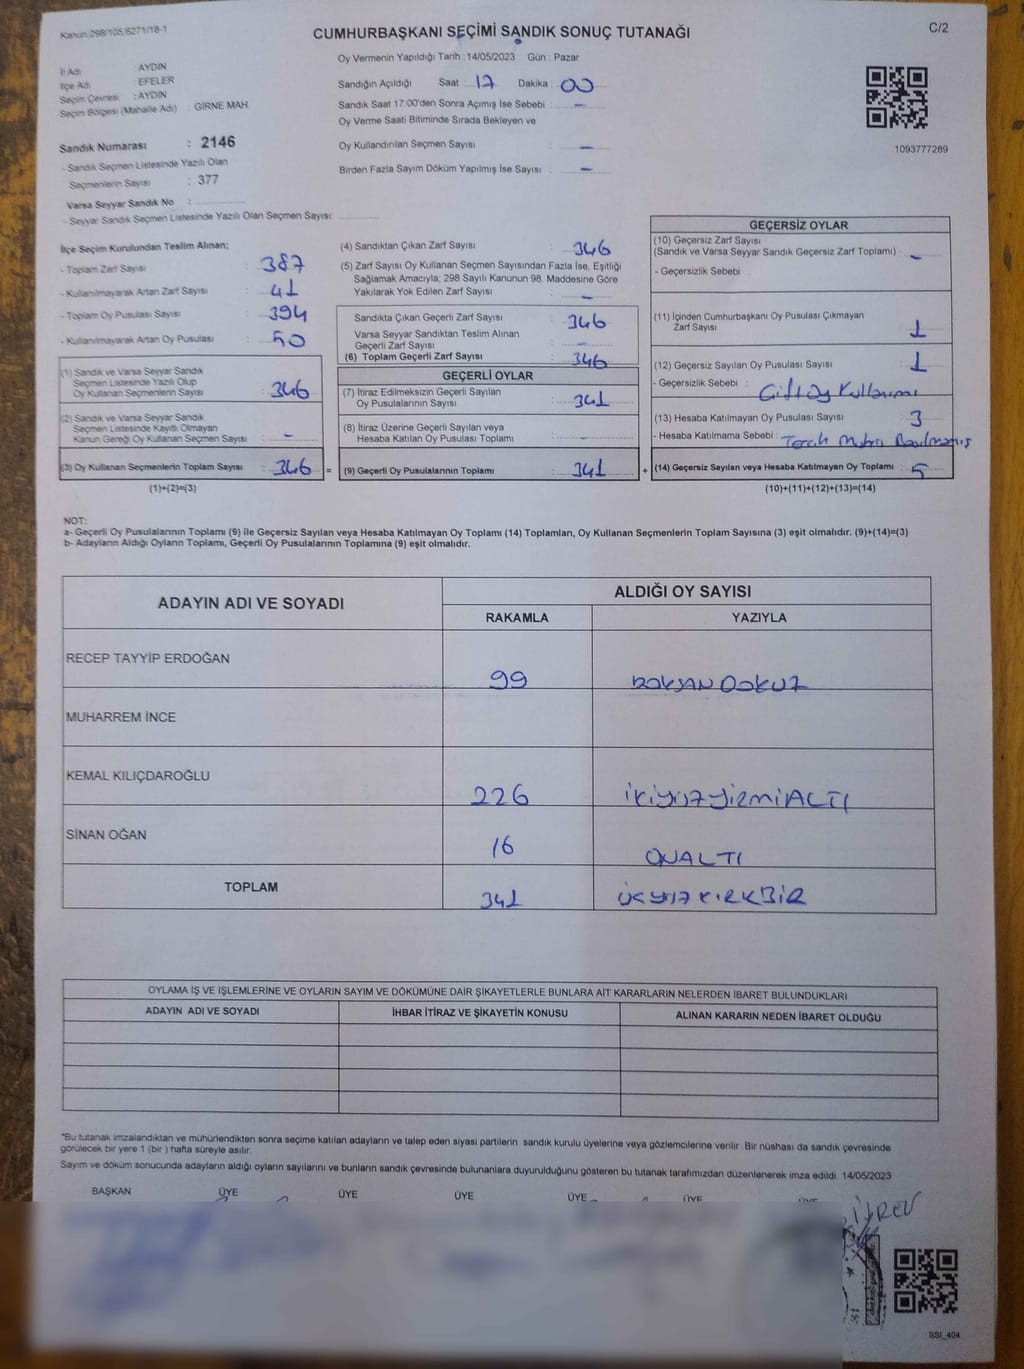 Kanun 298/105,6271/18-1
CUMHURBAŞKANI SEÇİMİ SANDIK SONUÇ TUTANAĞI
C/2
Oy Vermenin Yapıldığı Tarih : 14/05/2023 Gün : Pazar
İl Adı : AYDIN
İlçe Adı : EFELER
Seçim Çevresi : AYDIN
Seçim Bölgesi (Mahalle Adı) : GİRNE MAH
Sandığın Açıldığı Saat : 17 Dakika : 00
Sandık Saat 17:00'den Sonra Açımış İse Sebebi : -
Oy Verme Saati Bitiminde Sırada Bekleyen ve
Oy Kullandırılan Seçmen Sayısı : -
Birden Fazla Sayım Döküm Yapılmış İse Sayısı : -
1093777289
Sandık Numarası : 2146
- Sandık Seçmen Listesinde Yazılı Olan
Seçmenlerin Sayısı : 377
Varsa Seyyar Sandık No :
- Seyyar Sandık Seçmen Listesinde Yazılı Olan Seçmen Sayısı:
İlçe Seçim Kurulundan Teslim Alınan;
- Toplam Zarf Sayısı : 387
- Kullanılmayarak Artan Zarf Sayısı : 41
- Toplam Oy Pusulası Sayısı : 394
- Kullanılmayarak Artan Oy Pusulası : 50
(1) Sandık ve Varsa Seyyar Sandık
Seçmen Listesinde Yazılı Olup
Oy Kullanan Seçmenlerin Sayısı : 346
(2) Sandık ve Varsa Seyyar Sandık
Seçmen Listesinde Kayıtlı Olmayan
Kanun Gereği Oy Kullanan Seçmen Sayısı : -
(3) Oy Kullanan Seçmenlerin Toplam Sayısı : 346 =
(1)+(2)=(3)
(4) Sandıktan Çıkan Zarf Sayısı : 346
(5) Zarf Sayısı Oy Kullanan Seçmen Sayısından Fazla İse, Eşitliği
Sağlamak Amacıyla; 298 Sayılı Kanunun 98. Maddesine Göre
Yakılarak Yok Edilen Zarf Sayısı : -
Sandıkta Çıkan Geçerli Zarf Sayısı : 346
Varsa Seyyar Sandıktan Teslim Alınan
Geçerli Zarf Sayısı : -
(6) Toplam Geçerli Zarf Sayısı : 346
GEÇERLİ OYLAR
(7) İtiraz Edilmeksizin Geçerli Sayılan
Oy Pusulalarının Sayısı : 341
(8) İtiraz Üzerine Geçerli Sayılan veya
Hesaba Katılan Oy Pusulası Toplamı : -
(9) Geçerli Oy Pusulalarının Toplamı : 341 +
GEÇERSİZ OYLAR
(10) Geçersiz Zarf Sayısı
(Sandık ve Varsa Seyyar Sandık Geçersiz Zarf Toplamı) : -
- Geçersizlik Sebebi :
(11) İçinden Cumhurbaşkanı Oy Pusulası Çıkmayan
Zarf Sayısı : 1
(12) Geçersiz Sayılan Oy Pusulası Sayısı : 1
- Geçersizlik Sebebi : Çift Oy Kullanımı
(13) Hesaba Katılmayan Oy Pusulası Sayısı : 3
- Hesaba Katılmama Sebebi : Tercih Mührü Basılmamış
(14) Geçersiz Sayılan veya Hesaba Katılmayan Oy Toplamı : 5
(10)+(11)+(12)+(13)=(14)
NOT:
a- Geçerli Oy Pusulalarının Toplamı (9) ile Geçersiz Sayılan veya Hesaba Katılmayan Oy Toplamı (14) Toplamları, Oy Kullanan Seçmenlerin Toplam Sayısına (3) eşit olmalıdır. (9)+(14)=(3)
b- Adayların Aldığı Oyların Toplamı, Geçerli Oy Pusulalarının Toplamına (9) eşit olmalıdır.
ADAYIN ADI VE SOYADI
ALDIĞI OY SAYISI
RAKAMLA YAZIYLA
RECEP TAYYİP ERDOĞAN 99 DOKSAN DOKUZ
MUHARREM İNCE
KEMAL KILIÇDAROĞLU 226 İKİYÜZYİRMİALTI
SİNAN OĞAN 16 ONALTI
TOPLAM 341 ÜÇYÜZKIRKBİR
OYLAMA İŞ VE İŞLEMLERİNE VE OYLARIN SAYIM VE DÖKÜMÜNE DAİR ŞİKAYETLERLE BUNLARA AİT KARARLARIN NELERDEN İBARET BULUNDUKLARI
ADAYIN ADI VE SOYADI İHBAR İTİRAZ VE ŞİKAYETİN KONUSU ALINAN KARARIN NEDEN İBARET OLDUĞU
*Bu tutanak imzalandıktan ve mühürlendikten sonra seçime katılan adayların ve talep eden siyasi partilerin sandık kurulu üyelerine veya gözlemcilerine verilir. Bir nüshası da sandık çevresinde
görülecek bir yere 1 (bir) hafta süreyle asılır.
Sayım ve döküm sonucunda adayların aldığı oyların sayılarını ve bunların sandık çevresinde bulunanlara duyurulduğunu gösteren bu tutanak tarafımızdan düzenlenerek imza edildi. 14/05/2023
BAŞKAN ÜYE ÜYE ÜYE ÜYE ÜYE ÜYE
SSI_404